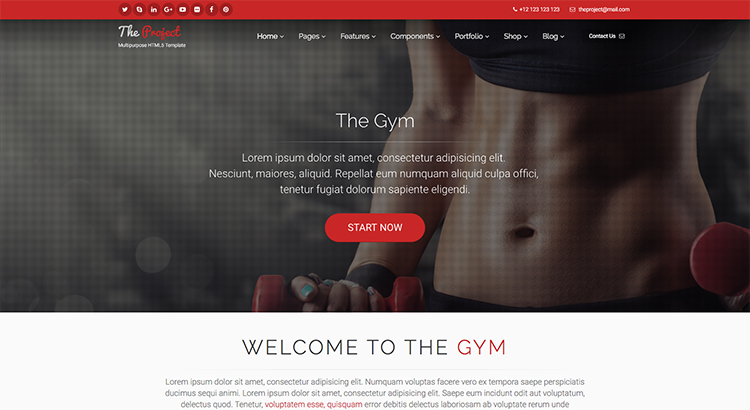 +12 123 123 123 theproject@mail.com
The Project
Multipurpose HTML5 Template
Home Pages Features Components Portfolio Shop Blog Contact Us
The Gym
Lorem ipsum dolor sit amet, consectetur adipisicing elit.
Nesciunt, maiores, aliquid. Repellat eum numquam aliquid culpa offici,
tenetur fugiat dolorum sapiente eligendi.
START NOW
WELCOME TO THE GYM
Lorem ipsum dolor sit amet, consectetur adipisicing elit. Numquam voluptas facere vero ex tempora saepe perspiciatis
ducimus sequi animi. Lorem ipsum dolor sit amet, consectetur adipisicing elit. Saepe eum incidunt dolor sit amet,
delectus quod. Tenetur, voluptatem esse, quisquam error debitis delectus laboriosam ab voluptate rerum unde